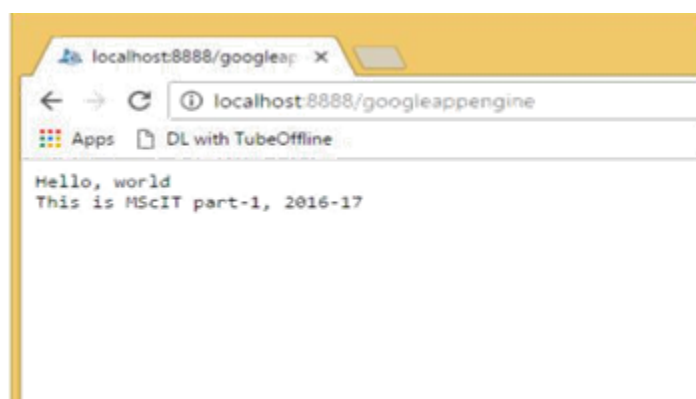 localhost:8888/googleap
localhost:8888/googleappengine
Apps DL with TubeOffline
Hello, world
This is MScIT part-1, 2016-17